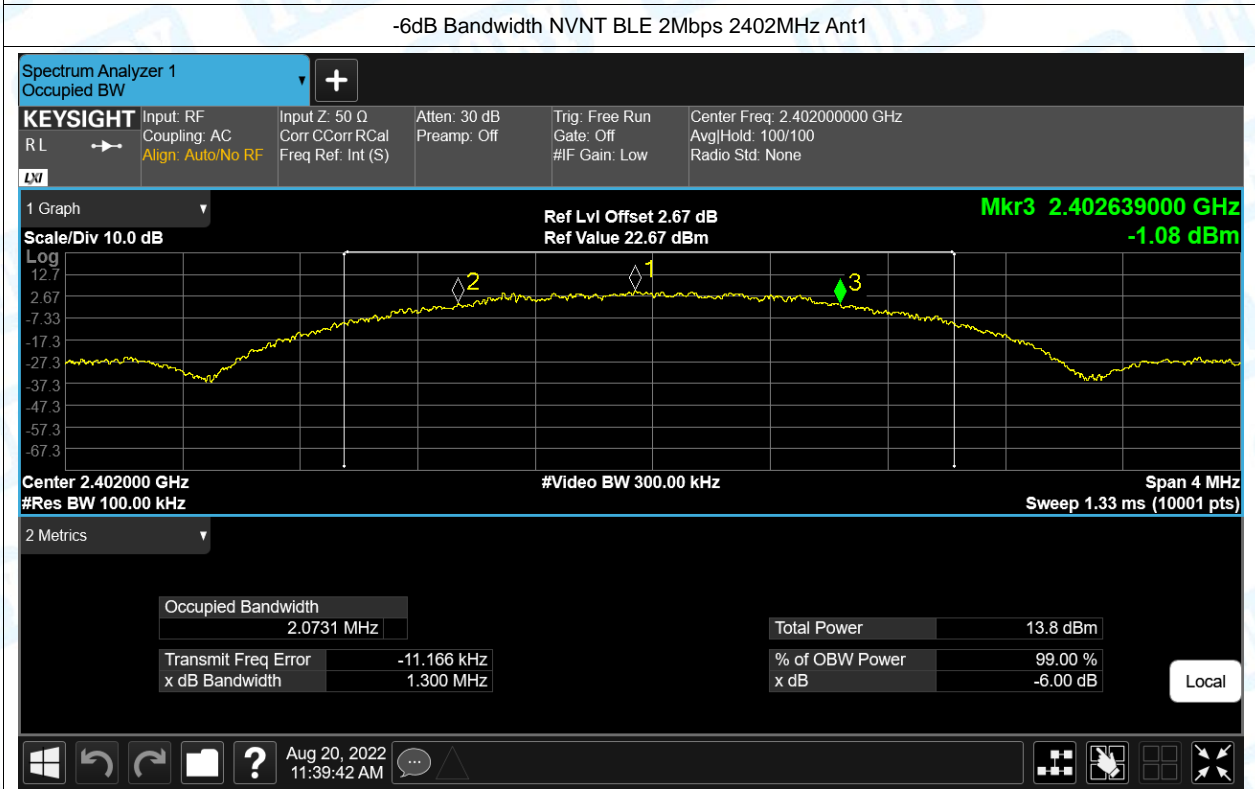 -6dB Bandwidth NVNT BLE 2Mbps 2402MHz Ant1
Spectrum Analyzer 1
Occupied BW
KEYSIGHT
RL
LXI
Input: RF
Coupling: AC
Align: Auto/No RF
Input Z: 50 Ω
Corr CCorr RCal
Freq Ref: Int (S)
Atten: 30 dB
Preamp: Off
Trig: Free Run
Gate: Off
#IF Gain: Low
Center Freq: 2.402000000 GHz
Avg|Hold: 100/100
Radio Std: None
1 Graph
Scale/Div 10.0 dB
Ref Lvl Offset 2.67 dB
Ref Value 22.67 dBm
Mkr3 2.402639000 GHz
-1.08 dBm
Log
12.7
2.67
-7.33
-17.3
-27.3
-37.3
-47.3
-57.3
-67.3
2
1
3
Center 2.402000 GHz
#Video BW 300.00 kHz
Span 4 MHz
#Res BW 100.00 kHz
Sweep 1.33 ms (10001 pts)
2 Metrics
Occupied Bandwidth
2.0731 MHz
Total Power 13.8 dBm
Transmit Freq Error -11.166 kHz
% of OBW Power 99.00 %
x dB Bandwidth 1.300 MHz
x dB -6.00 dB
Local
Aug 20, 2022
11:39:42 AM